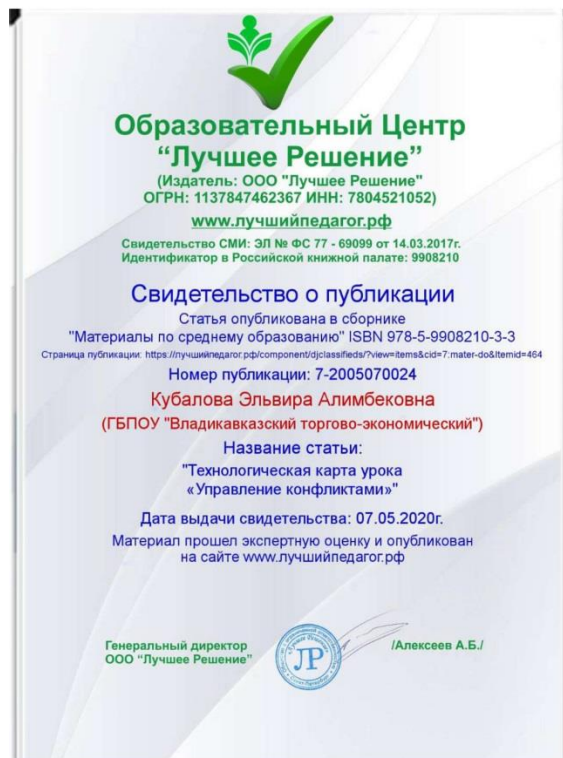 Образовательный Центр
“Лучшее Решение”
(Издатель: ООО "Лучшее Решение"
ОГРН: 1137847462367 ИНН: 7804521052)
www.лучшийпедагог.рф
Свидетельство СМИ: ЭЛ № ФС 77 - 69099 от 14.03.2017г.
Идентификатор в Российской книжной палате: 9908210
Свидетельство о публикации
Статья опубликована в сборнике
"Материалы по среднему образованию" ISBN 978-5-9908210-3-3
Страница публикации: https://лучшийпедагог.рф/component/djclassifieds/?view=items&cid=7:mater-do&Itemid=464
Номер публикации: 7-2005070024
Кубалова Эльвира Алимбековна
(ГБПОУ "Владикавказский торгово-экономический")
Название статьи:
"Технологическая карта урока
«Управление конфликтами»"
Дата выдачи свидетельства: 07.05.2020г.
Материал прошел экспертную оценку и опубликован
на сайте www.лучшийпедагог.рф
Генеральный директор
ООО “Лучшее Решение”
/Алексеев А.Б./
ЛР